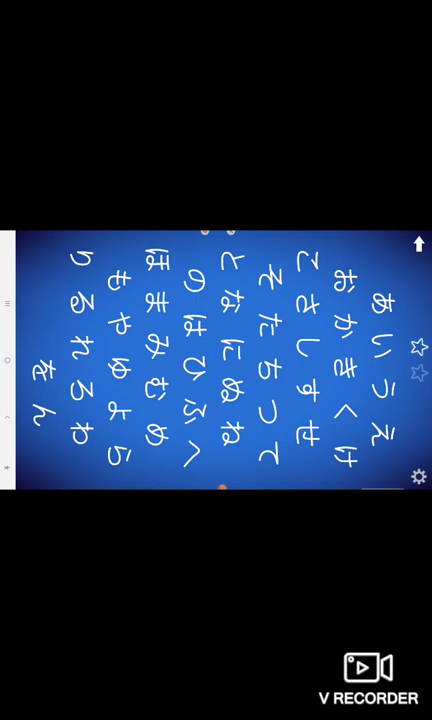 あいうえ
おかきくけ
こさしすせ
そたちつて
となにぬね
のはひふへ
ほまみむめ
もやゆよら
りるれろわ
をん
V RECORDER